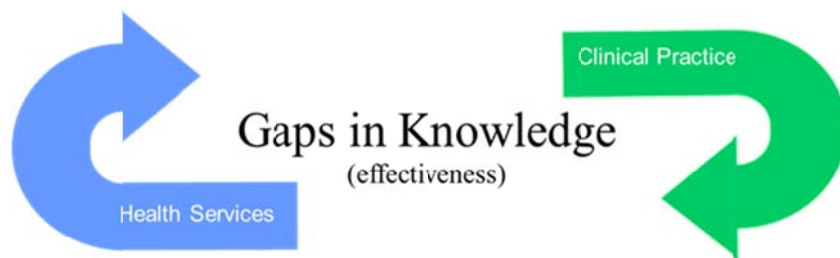 Clinical Practice
Gaps in Knowledge
(effectiveness)
Health Services